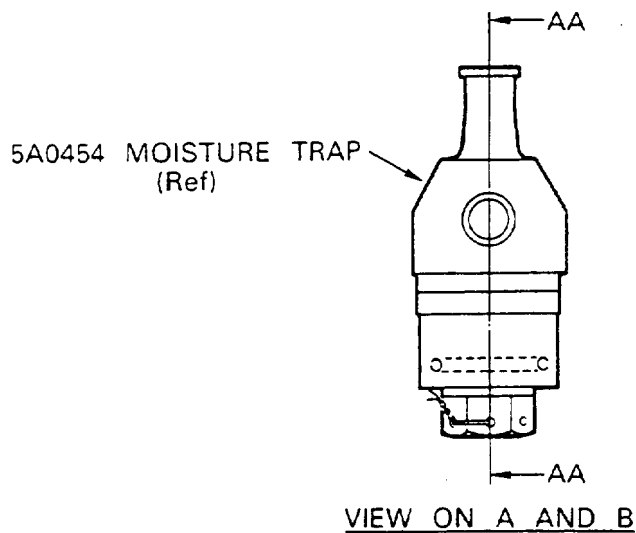 AA
5A0454 MOISTURE TRAP
(Ref)
AA
VIEW ON A AND B